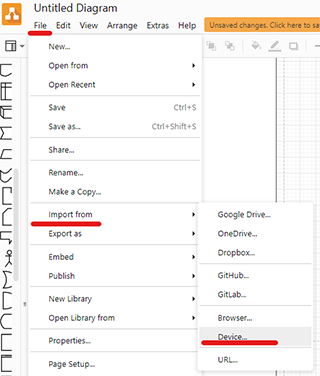 Untitled Diagram
File Edit View Arrange Extras Help Unsaved changes. Click here to sa
New...
Open from
Open Recent
Save Ctrl+S
Save as... Ctrl+Shift+S
Share...
Rename...
Make a Copy...
Import from
Google Drive...
Export as
OneDrive...
Dropbox...
Embed
Publish
GitHub...
GitLab...
New Library
Open Library from
Browser...
Properties...
Device...
Page Setup...
URL...